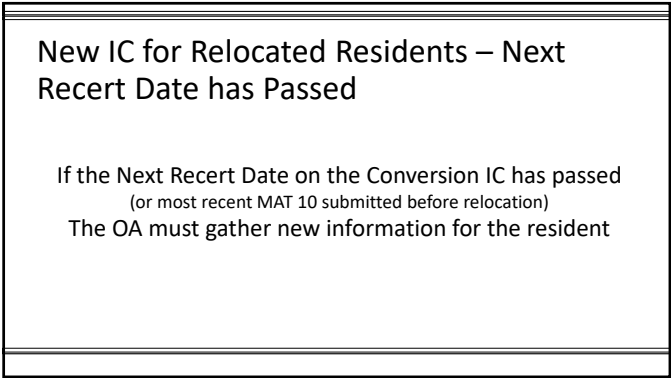 New IC for Relocated Residents – Next
Recert Date has Passed
If the Next Recert Date on the Conversion IC has passed
(or most recent MAT 10 submitted before relocation)
The OA must gather new information for the resident